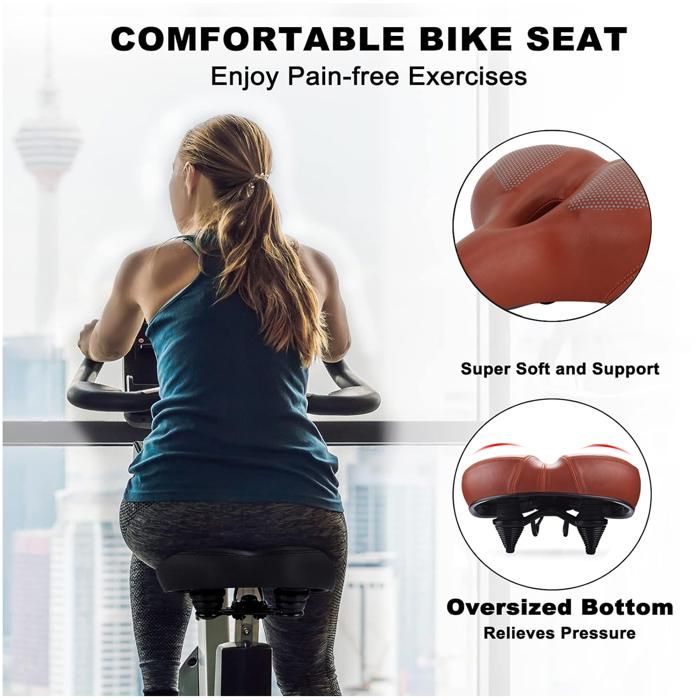 COMFORTABLE BIKE SEAT
Enjoy Pain-free Exercises
Super Soft and Support
Oversized Bottom
Relieves Pressure